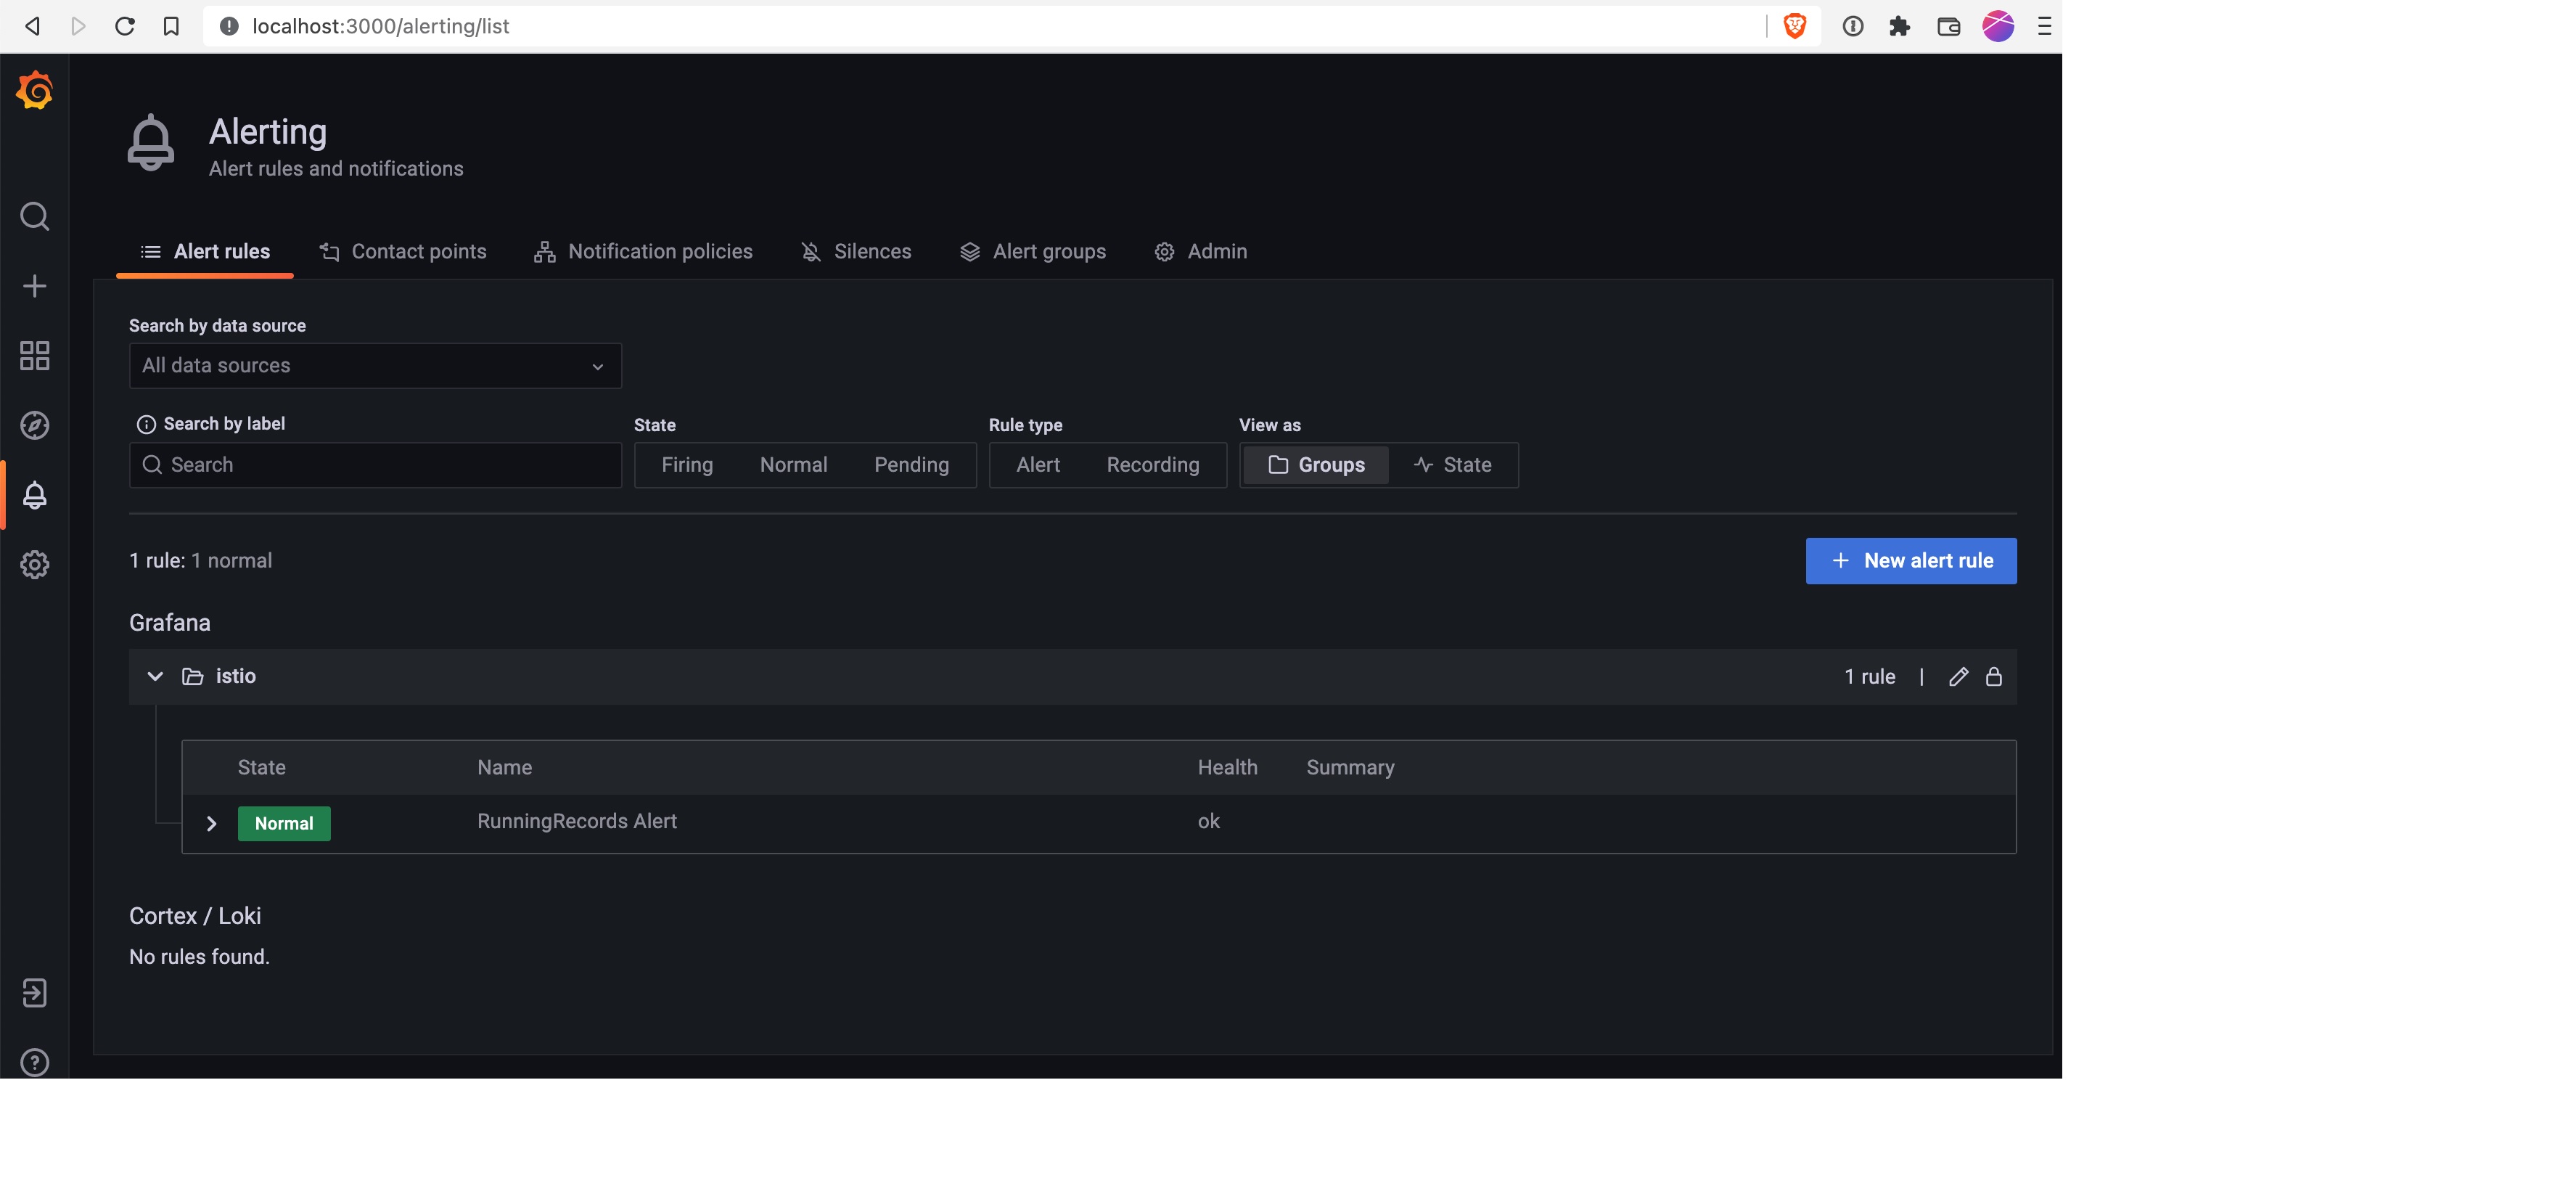 localhost:3000/alerting/list
Alerting
Alert rules and notifications
Alert rules Contact points Notification policies Silences Alert groups Admin
Search by data source
All data sources
Search by label State Rule type View as
Search Firing Normal Pending Alert Recording Groups State
1 rule: 1 normal New alert rule
Grafana
istio 1 rule |
State Name Health Summary
Normal RunningRecords Alert ok
Cortex / Loki
No rules found.